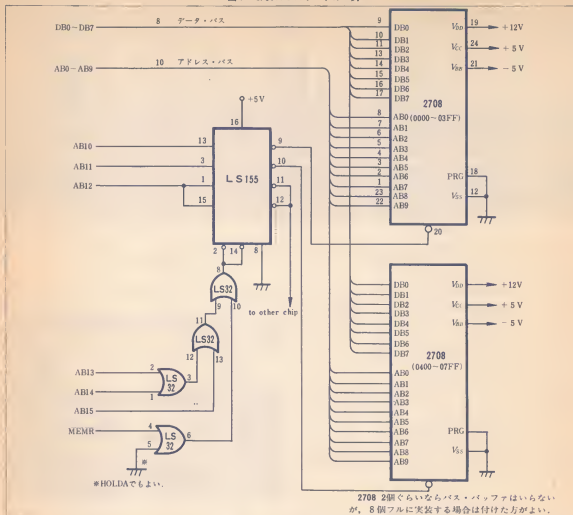 DB0~DB7
8 データ・バス
AB0~AB9
10 アドレス・バス
+5V
16
AB10
13
AB11
3
AB12
1
15
LS155
9
10
11
12
2
14
8
to other chip
8
LS32
9
10
11
LS32
12
13
AB13
2
AB14
1
LS
32
3
AB15
MEMR
4
5
LS
32
6
※
※HOLDAでもよい.
9
DB0
10
DB1
11
DB2
13
DB3
14
DB4
15
DB5
16
DB6
17
DB7
8
AB0
7
AB1
6
AB2
5
AB3
4
AB4
3
AB5
2
AB6
1
AB7
23
AB8
22
AB9
2708
(0000~03FF)
VDD
19
+12V
VCC
24
+5V
VBB
21
-5V
PRG
18
VSS
12
20
DB0
DB1
DB2
DB3
DB4
DB5
DB6
DB7
AB0
AB1
AB2
AB3
AB4
AB5
AB6
AB7
AB8
AB9
2708
(0400~07FF)
VDD
+12V
VCC
+5V
VBB
-5V
PRG
VSS
2708 2個ぐらいならバス・バッファはいらない
が, 8個フルに実装する場合は付けた方がよい.